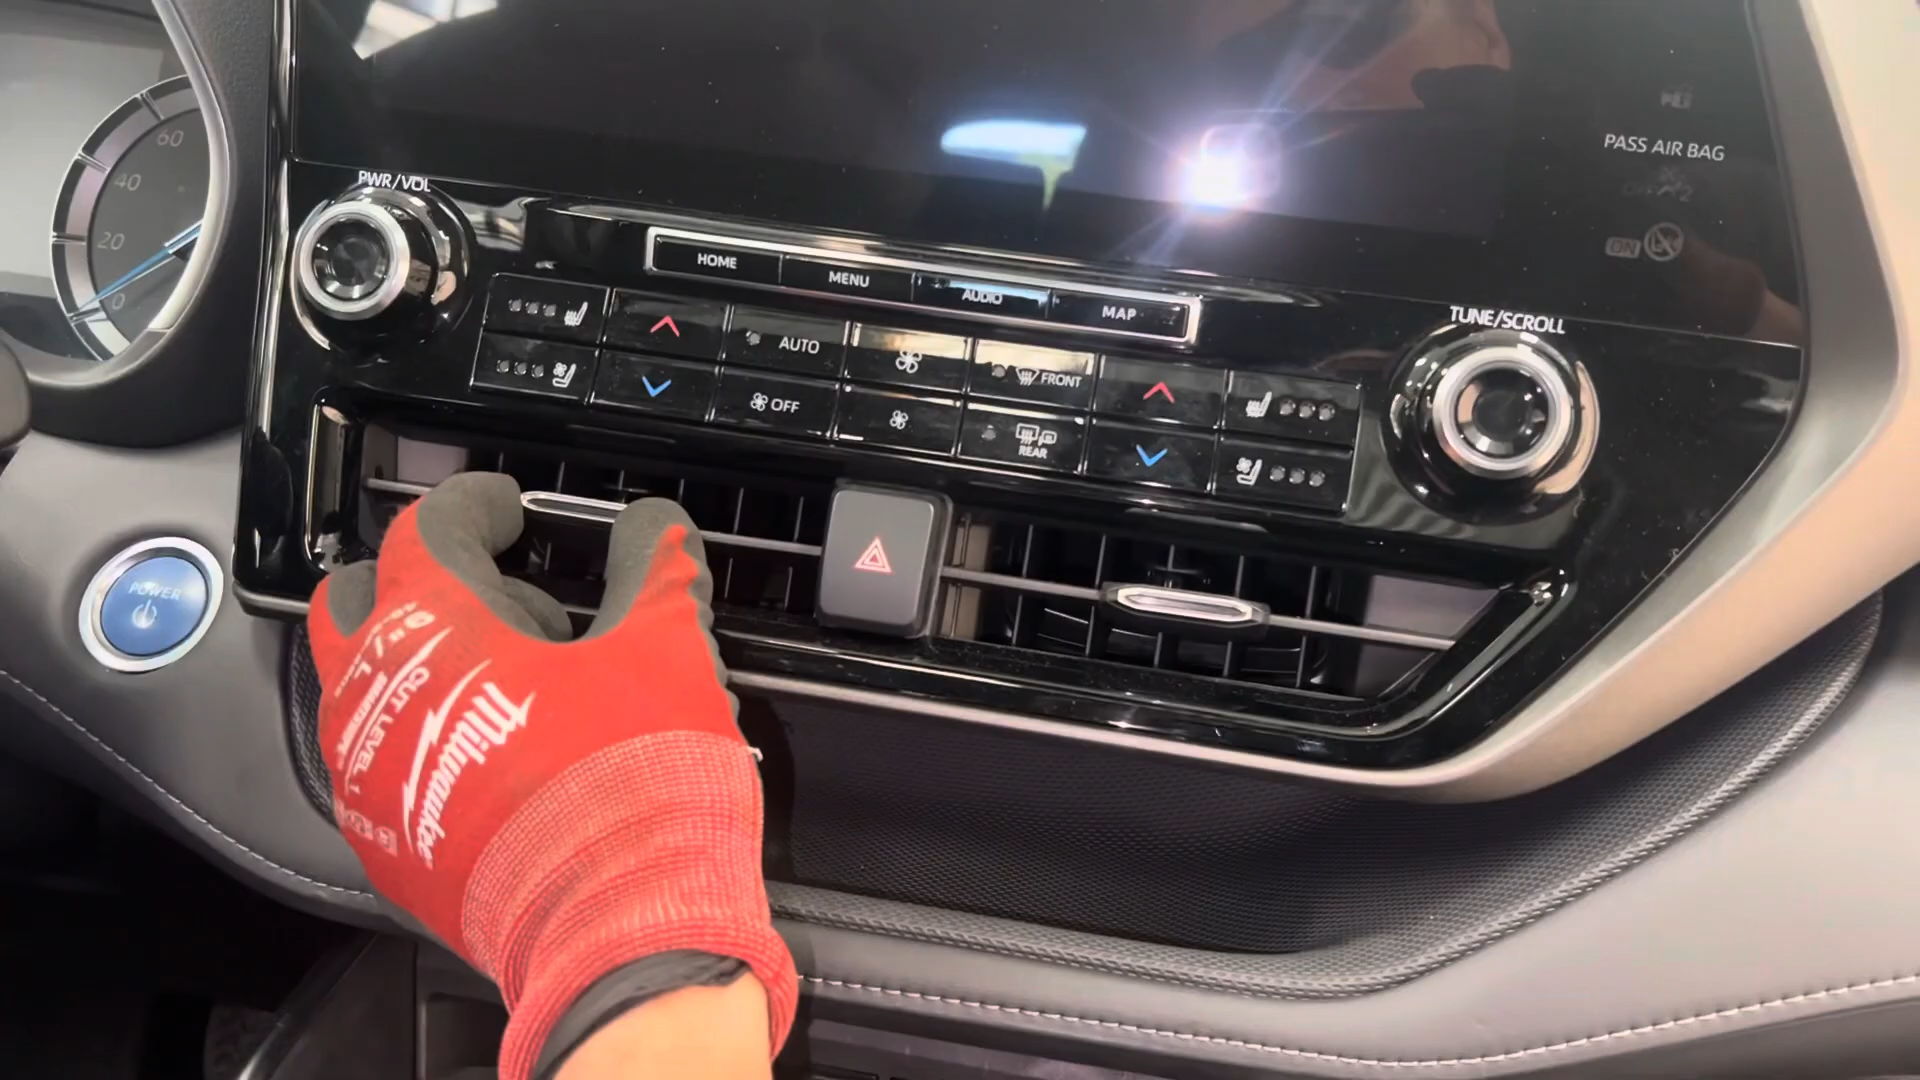 60
40
20
0
PASS AIR BAG
ON
PWR/VOL
HOME
MENU
AUDIO
MAP
TUNE/SCROLL
AUTO
FRONT
OFF
REAR
POWER
CUT LEVEL 1
Milwaukee